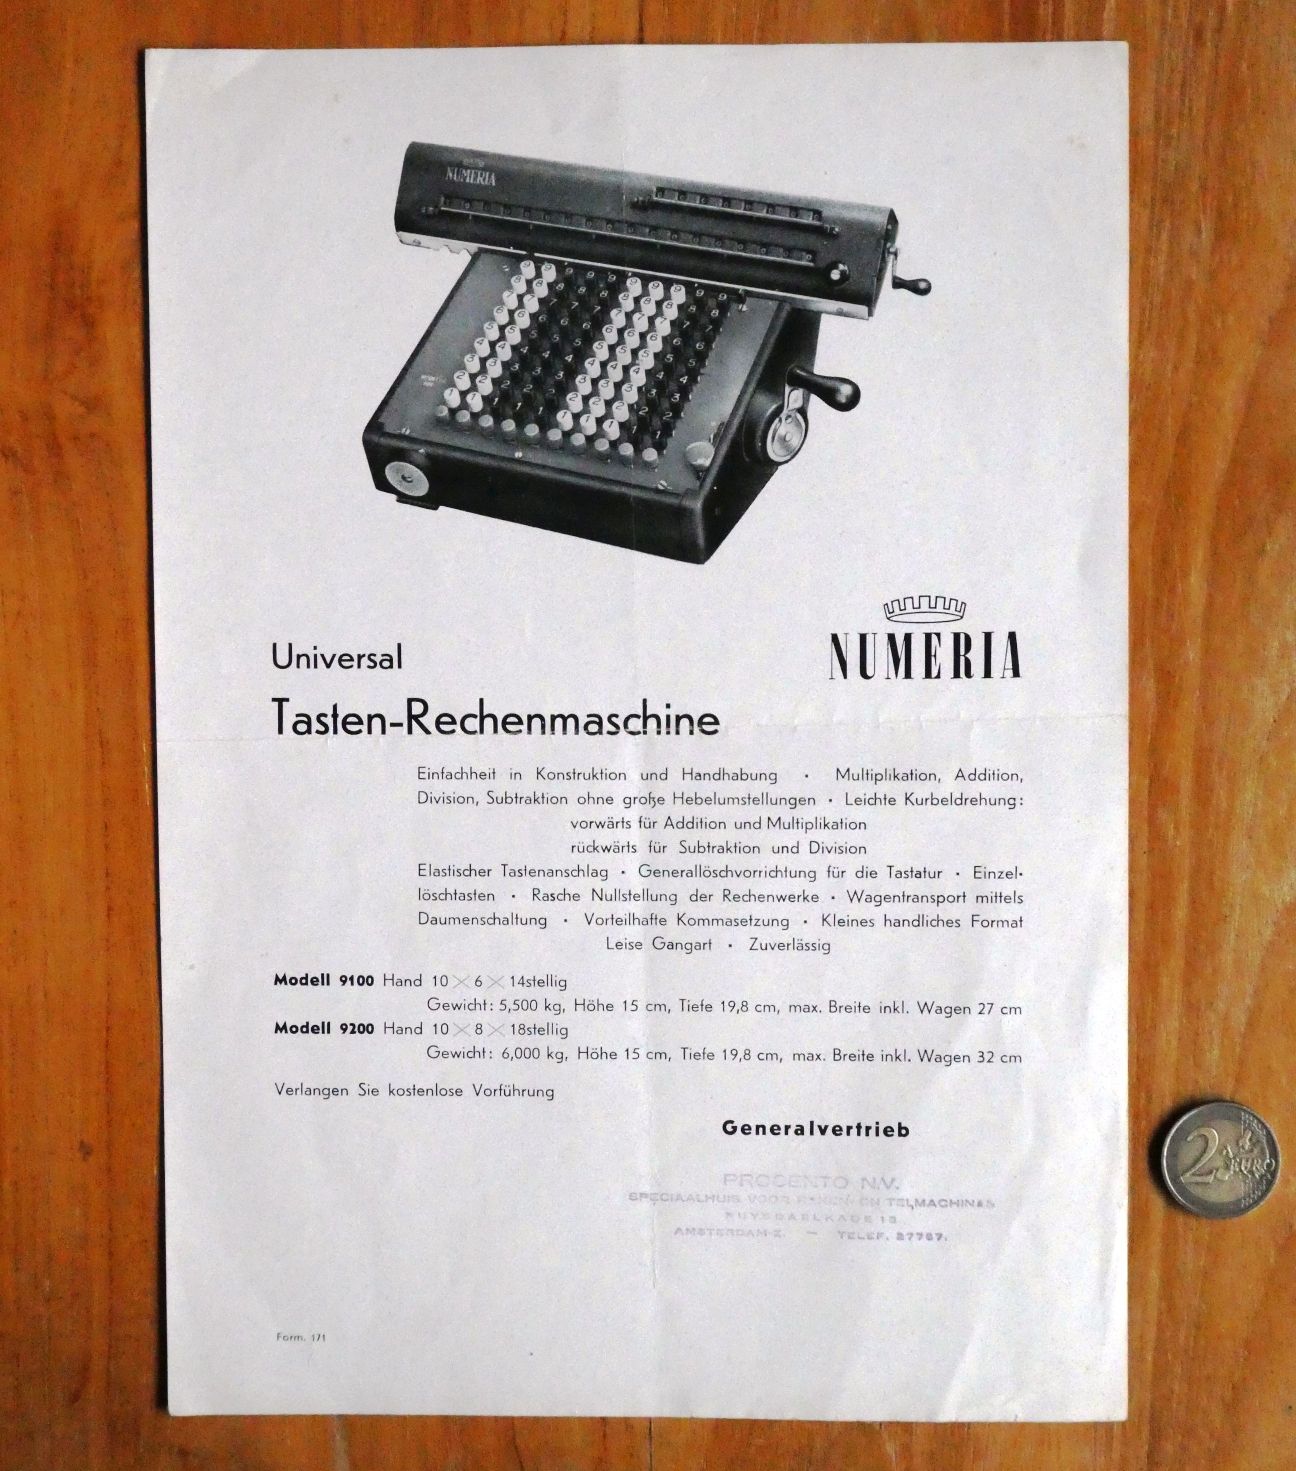 NUMERIA
NUMERIA
Universal
Tasten-Rechenmaschine
Einfachheit in Konstruktion und Handhabung • Multiplikation, Addition,
Division, Subtraktion ohne große Hebelumstellungen • Leichte Kurbeldrehung:
vorwärts für Addition und Multiplikation
rückwärts für Subtraktion und Division
Elastischer Tastenanschlag • Generallöschvorrichtung für die Tastatur • Einzel-
löschtasten • Rasche Nullstellung der Rechenwerke • Wagentransport mittels
Daumenschaltung • Vorteilhafte Kommasetzung • Kleines handliches Format
Leise Gangart • Zuverlässig
Modell 9100 Hand 10 × 6 × 14stellig
Gewicht: 5,500 kg, Höhe 15 cm, Tiefe 19,8 cm, max. Breite inkl. Wagen 27 cm
Modell 9200 Hand 10 × 8 × 18stellig
Gewicht: 6,000 kg, Höhe 15 cm, Tiefe 19,8 cm, max. Breite inkl. Wagen 32 cm
Verlangen Sie kostenlose Vorführung
Generalvertrieb
PROCENTO N.V.
SPECIAALHUIS VOOR REKEN- EN TELMACHINES
RUYSDAELKADE 15
AMSTERDAM-Z. — TELEF. 27767.
Form. 171
2 EURO